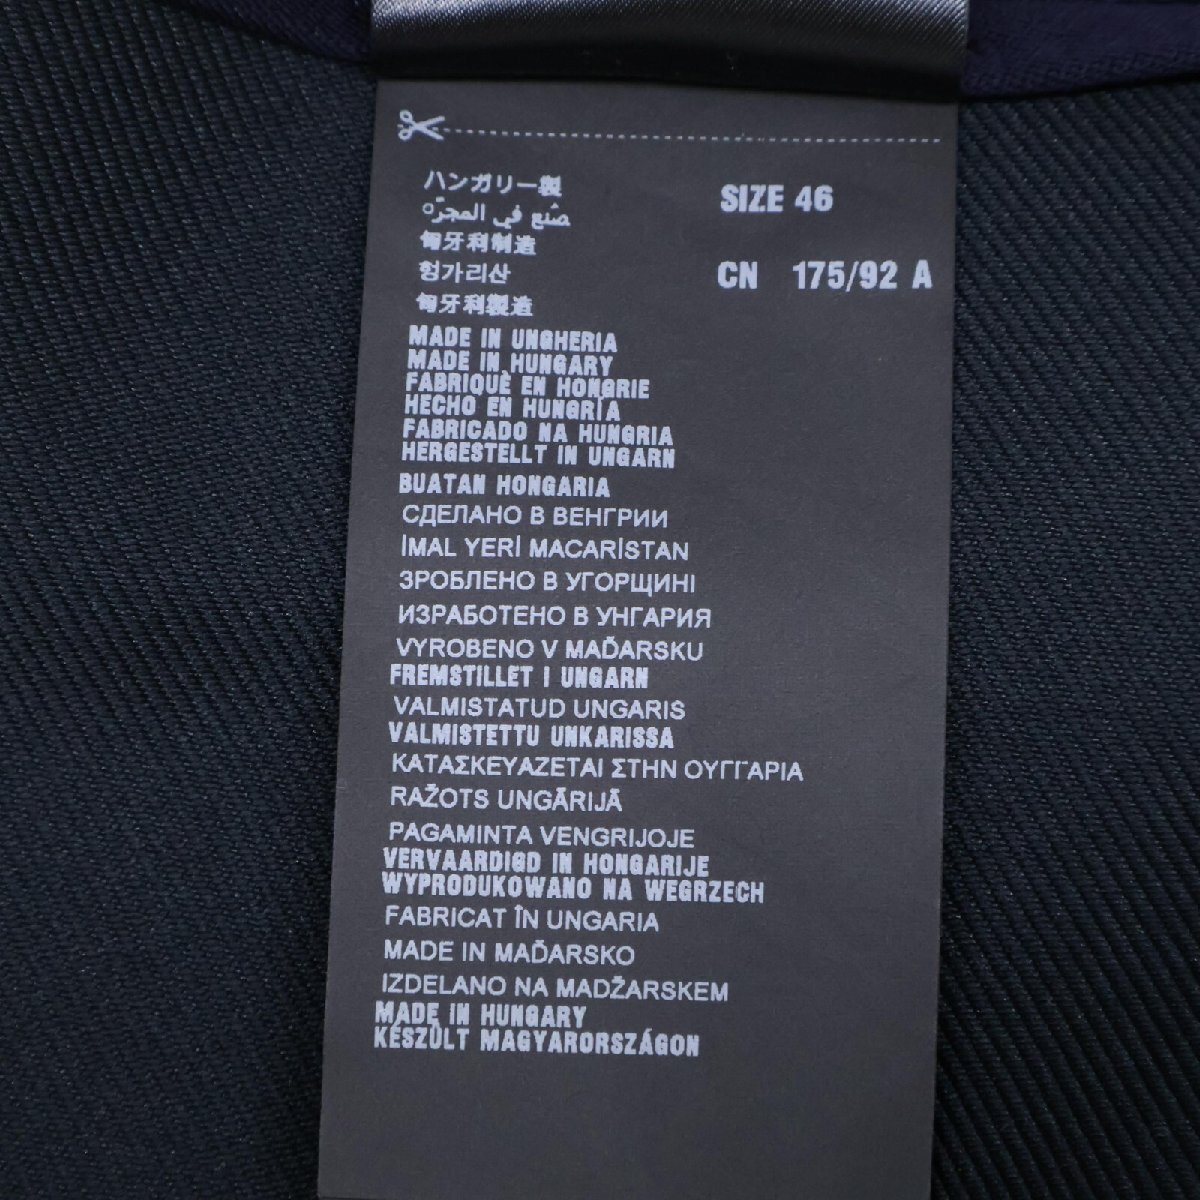 ハンガリー製
صُنع في المجرّه
匈牙利制造
헝가리산
匈牙利製造
SIZE 46
CN 175/92 A
MADE IN UNGHERIA
MADE IN HUNGARY
FABRIQUÈ EN HONGRIE
HECHO EN HUNGRÍA
FABRICADO NA HUNGRIA
HERGESTELLT IN UNGARN
BUATAN HONGARIA
СДЕЛАНО В ВЕНГРИИ
İMAL YERİ MACARİSTAN
ЗРОБЛЕНО В УГОРЩИНІ
ИЗРАБОТЕНО В УНГАРИЯ
VYROBENO V MAĎARSKU
FREMSTILLET I UNGARN
VALMISTATUD UNGARIS
VALMISTETTU UNKARISSA
ΚΑΤΑΣΚΕΥΑΖΕΤΑΙ ΣΤΗΝ ΟΥΓΓΑΡΙΑ
RAŽOTS UNGĀRIJĀ
PAGAMINTA VENGRIJOJE
VERVAARDIGD IN HONGARIJE
WYPRODUKOWANO NA WEGRZECH
FABRICAT ÎN UNGARIA
MADE IN MAĎARSKO
IZDELANO NA MADŽARSKEM
MADE IN HUNGARY
KÉSZÜLT MAGYARORSZÁGON